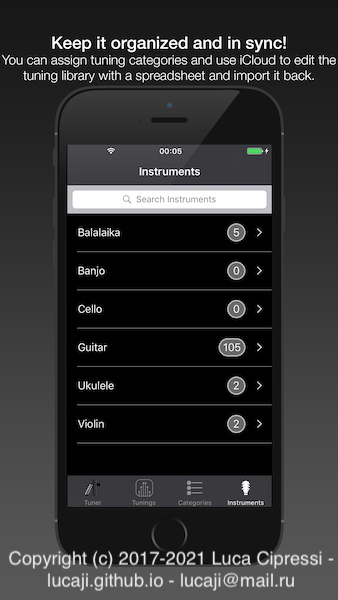 Keep it organized and in sync!
You can assign tuning categories and use iCloud to edit the
tuning library with a spreadsheet and import it back.
00:05
Instruments
Search Instruments
Balalaika 5
Banjo 0
Cello 0
Guitar 105
Ukulele 2
Violin 2
Tuner Tunings Categories Instruments
Copyright (c) 2017-2021 Luca Cipressi -
lucaji.github.io - lucaji@mail.ru